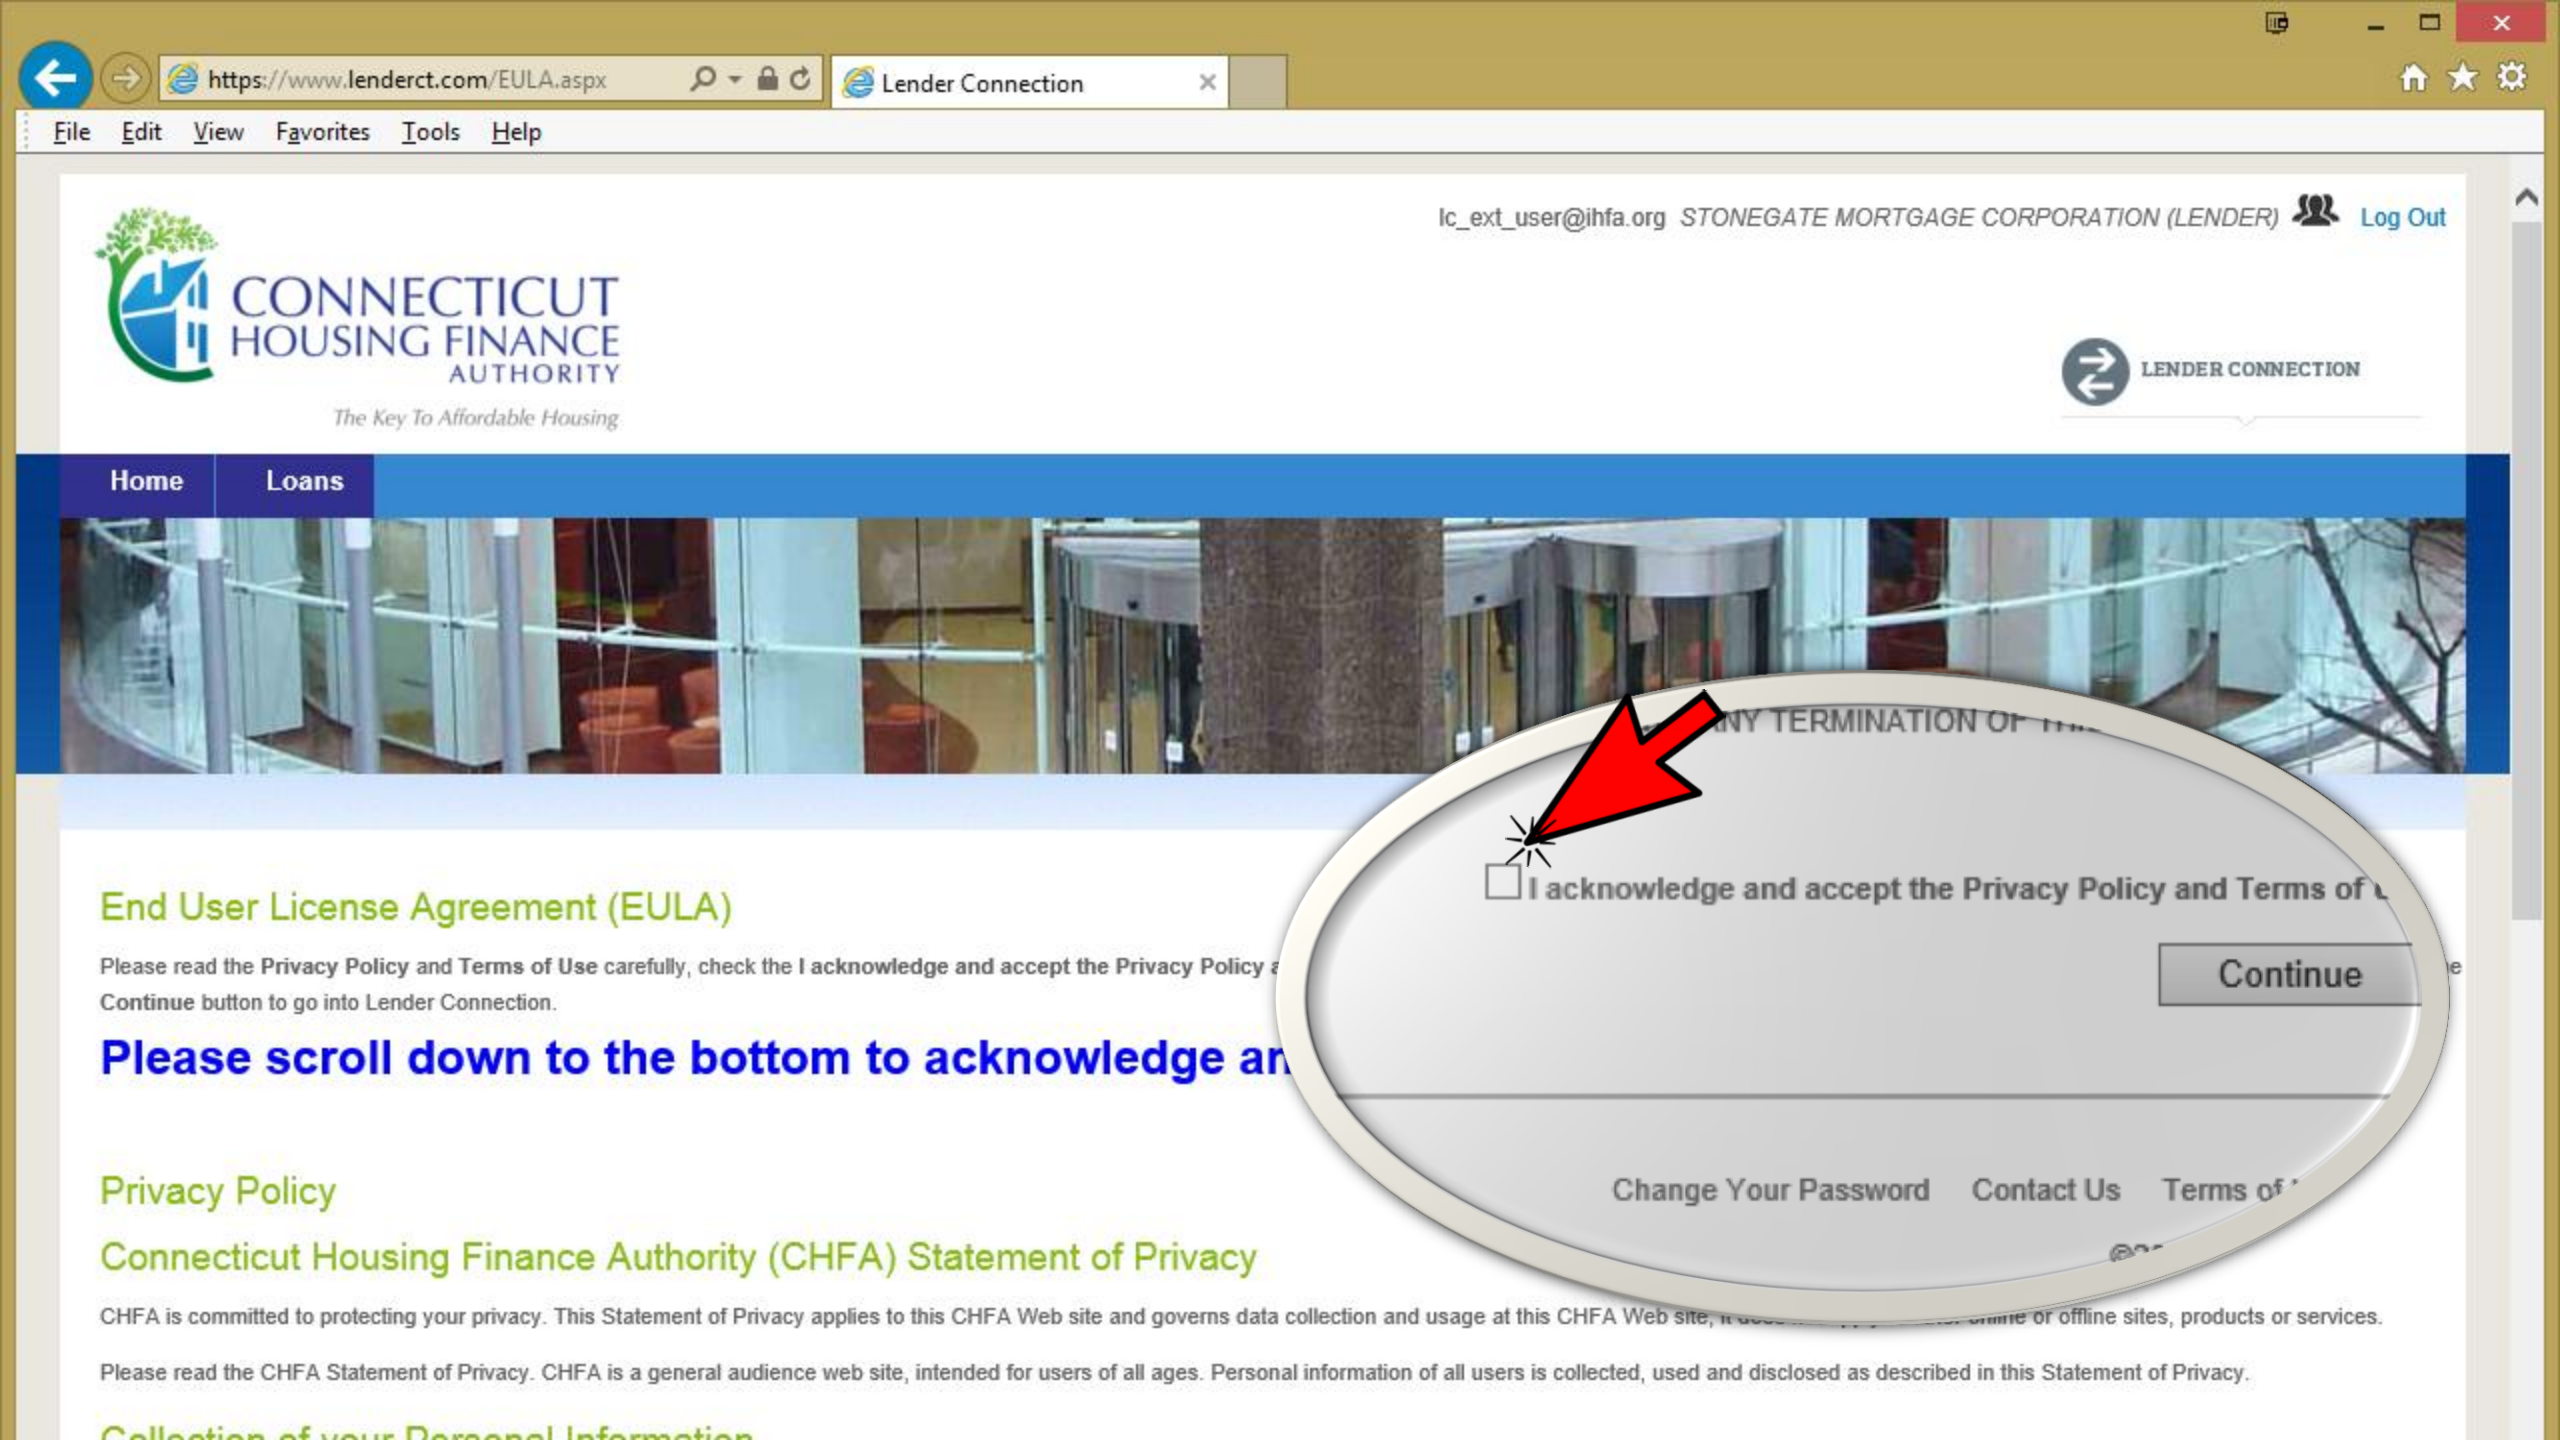 https://www.lenderct.com/EULA.aspx
Lender Connection
File Edit View Favorites Tools Help
lc_ext_user@ihfa.org STONEGATE MORTGAGE CORPORATION (LENDER) Log Out
CONNECTICUT
HOUSING FINANCE
AUTHORITY
The Key To Affordable Housing
LENDER CONNECTION
Home Loans
TERMINATION OF
I acknowledge and accept the Privacy Policy and Terms of
Continue
Change Your Password Contact Us Terms of
End User License Agreement (EULA)
Please read the Privacy Policy and Terms of Use carefully, check the I acknowledge and accept the Privacy Policy
Continue button to go into Lender Connection.
Please scroll down to the bottom to acknowledge
Privacy Policy
Connecticut Housing Finance Authority (CHFA) Statement of Privacy
CHFA is committed to protecting your privacy. This Statement of Privacy applies to this CHFA Web site and governs data collection and usage at this CHFA Web site, or offline sites, products or services.
Please read the CHFA Statement of Privacy. CHFA is a general audience web site, intended for users of all ages. Personal information of all users is collected, used and disclosed as described in this Statement of Privacy.
Collection of your Personal Information